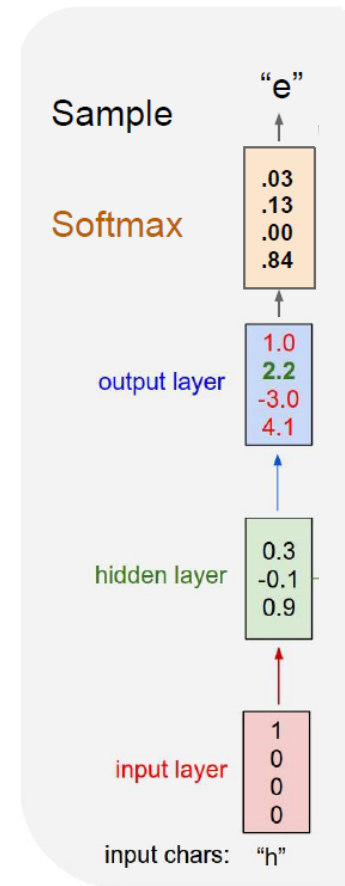 “e”
Sample
.03
.13
Softmax
.00
.84
1.0
output layer
2.2
-3.0
4.1
0.3
hidden layer
-0.1
0.9
1
0
input layer
0
0
input chars: “h”